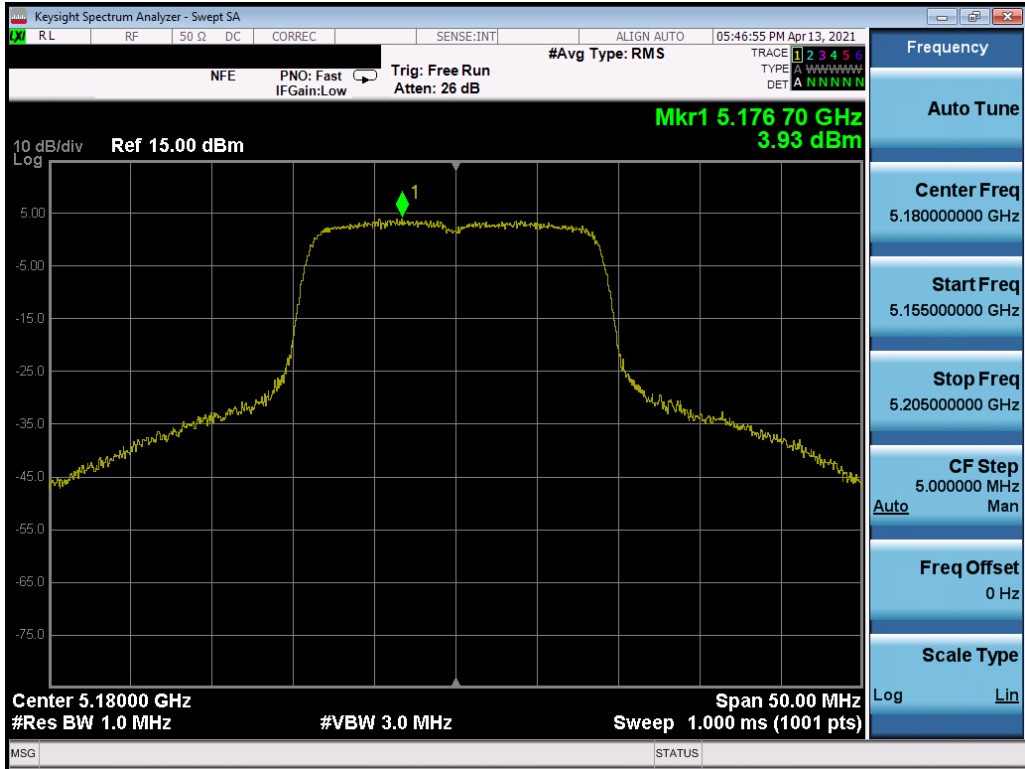 Keysight Spectrum Analyzer - Swept SA
LXI RL RF 50 Ω DC CORREC SENSE:INT ALIGN AUTO 05:46:55 PM Apr 13, 2021
NFE PNO: Fast Trig: Free Run #Avg Type: RMS TRACE 1 2 3 4 5 6
IFGain:Low Atten: 26 dB TYPE A WWWWW
DET A N N N N N
Mkr1 5.176 70 GHz
3.93 dBm
10 dB/div Ref 15.00 dBm
Log
1
5.00
-5.00
-15.0
-25.0
-35.0
-45.0
-55.0
-65.0
-75.0
Center 5.18000 GHz Span 50.00 MHz
#Res BW 1.0 MHz #VBW 3.0 MHz Sweep 1.000 ms (1001 pts)
MSG STATUS
Frequency
Auto Tune
Center Freq
5.180000000 GHz
Start Freq
5.155000000 GHz
Stop Freq
5.205000000 GHz
CF Step
5.000000 MHz
Auto Man
Freq Offset
0 Hz
Scale Type
Log Lin